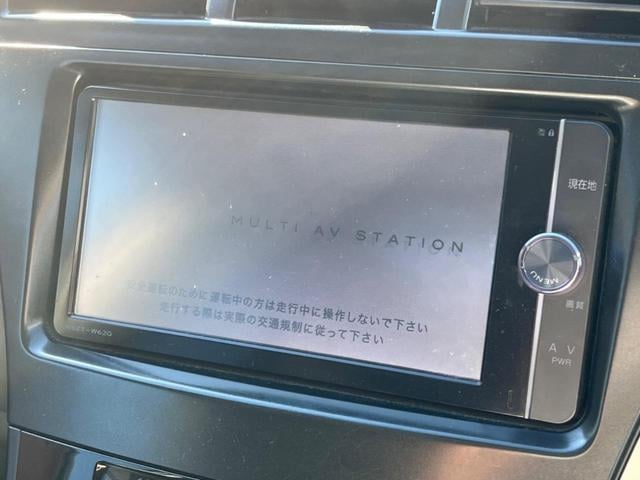 現在地
MULTI AV STATION
MENU
安全運転のために運転中の方は走行中に操作しないで下さい
走行する際は実際の交通規制に従って下さい
画質
NSZT-W62G
AV
PWR